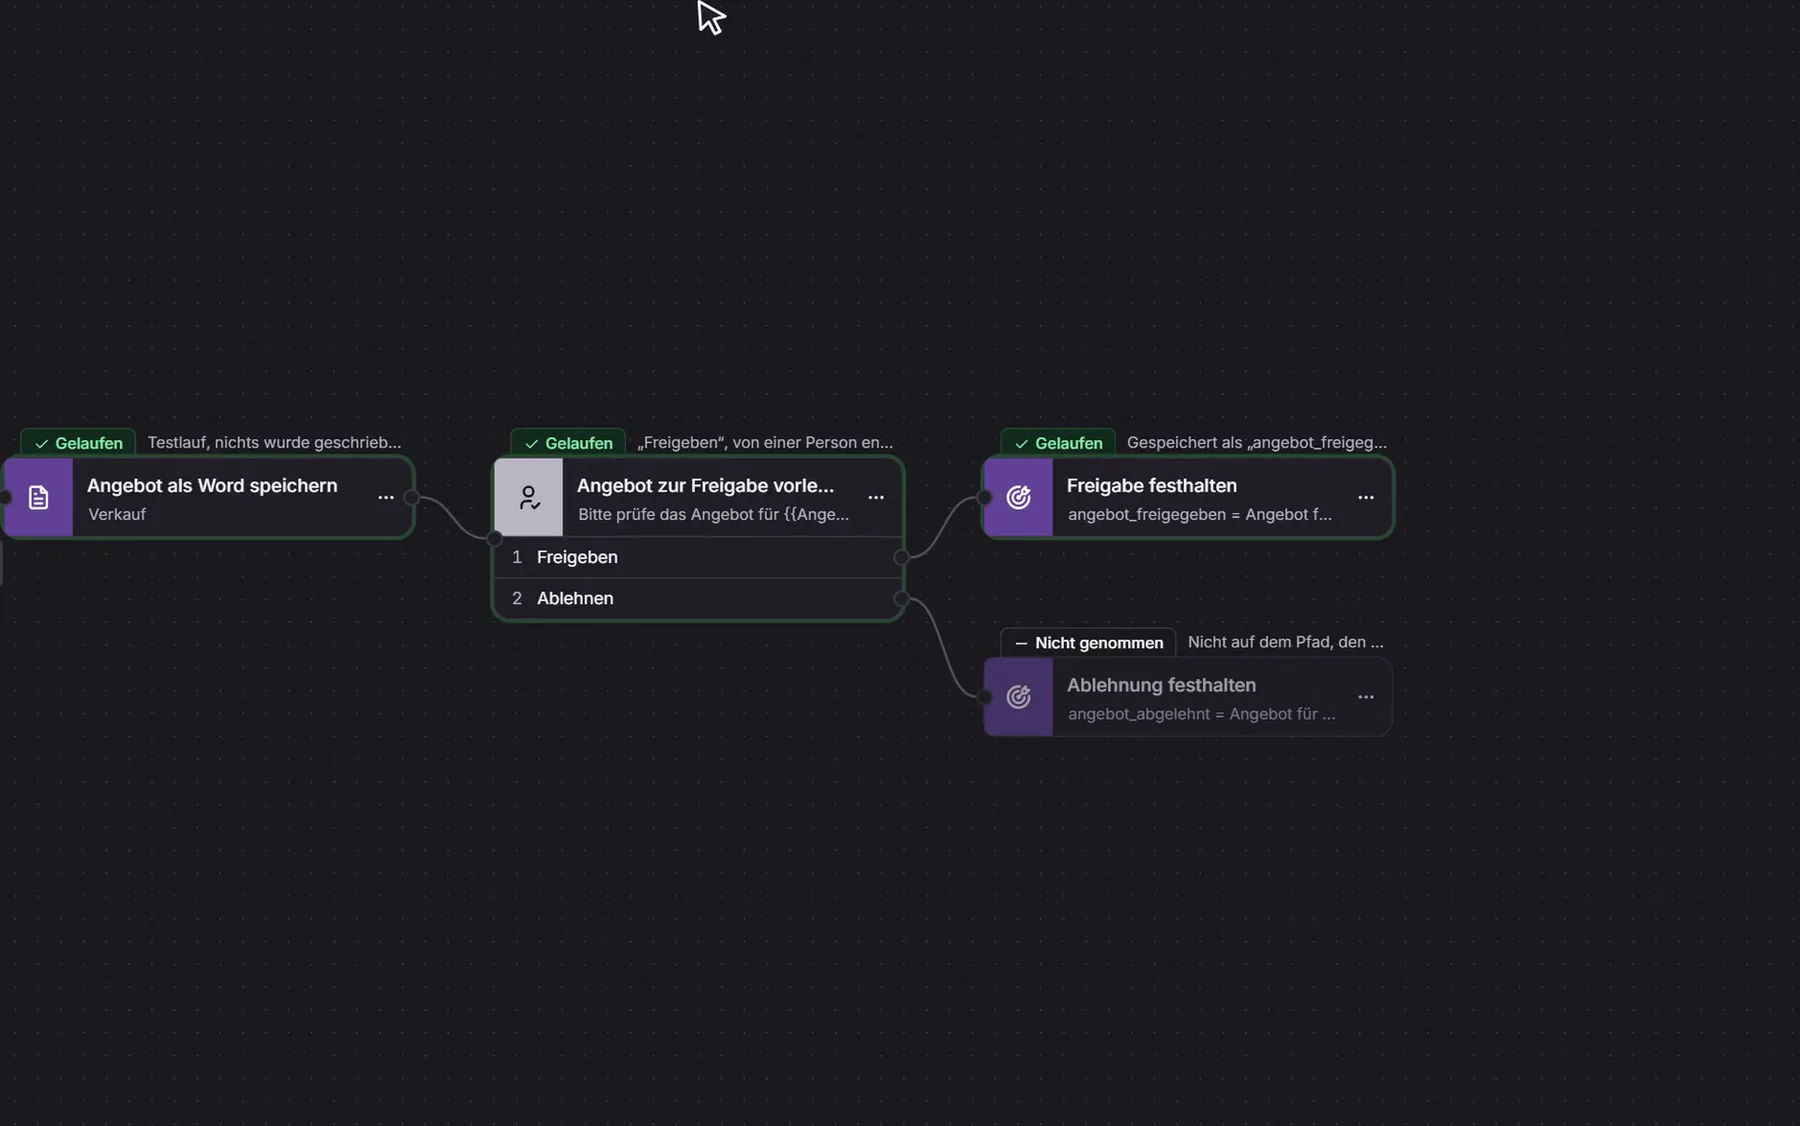 Gelaufen Testlauf, nichts wurde geschrieb...
Angebot als Word speichern
Verkauf
Gelaufen „Freigeben“, von einer Person en...
Angebot zur Freigabe vorle...
Bitte prüfe das Angebot für {{Ange...
1 Freigeben
2 Ablehnen
Gelaufen Gespeichert als „angebot_freigeg...
Freigabe festhalten
angebot_freigegeben = Angebot f...
Nicht genommen Nicht auf dem Pfad, den ...
Ablehnung festhalten
angebot_abgelehnt = Angebot für ...